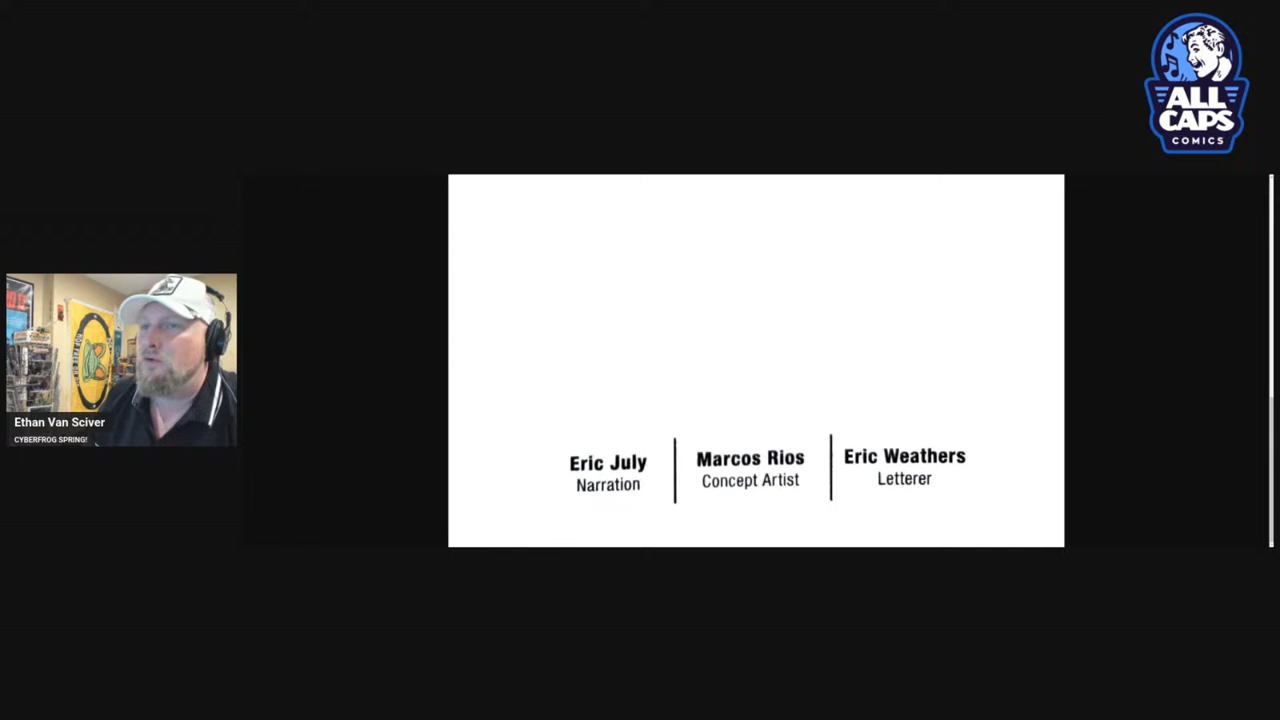 ALL
CAPS
COMICS
Eric July
Narration
Marcos Rios
Concept Artist
Eric Weathers
Letterer
Ethan Van Sciver
CYBERFROG SPRING!